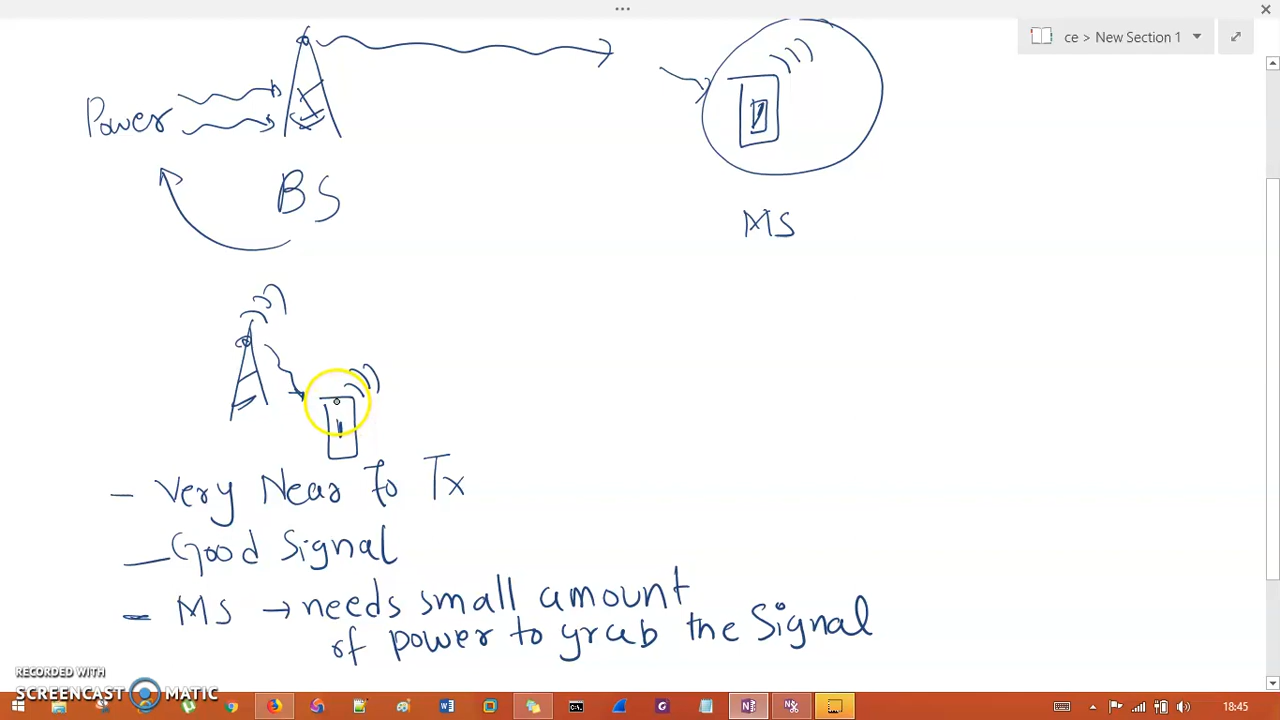 ce > New Section 1
Power
BS
MS
- Very Near to Tx
- Good Signal
- MS → needs small amount
of power to grab the Signal
RECORDED WITH
SCREENCAST MATIC
18:45